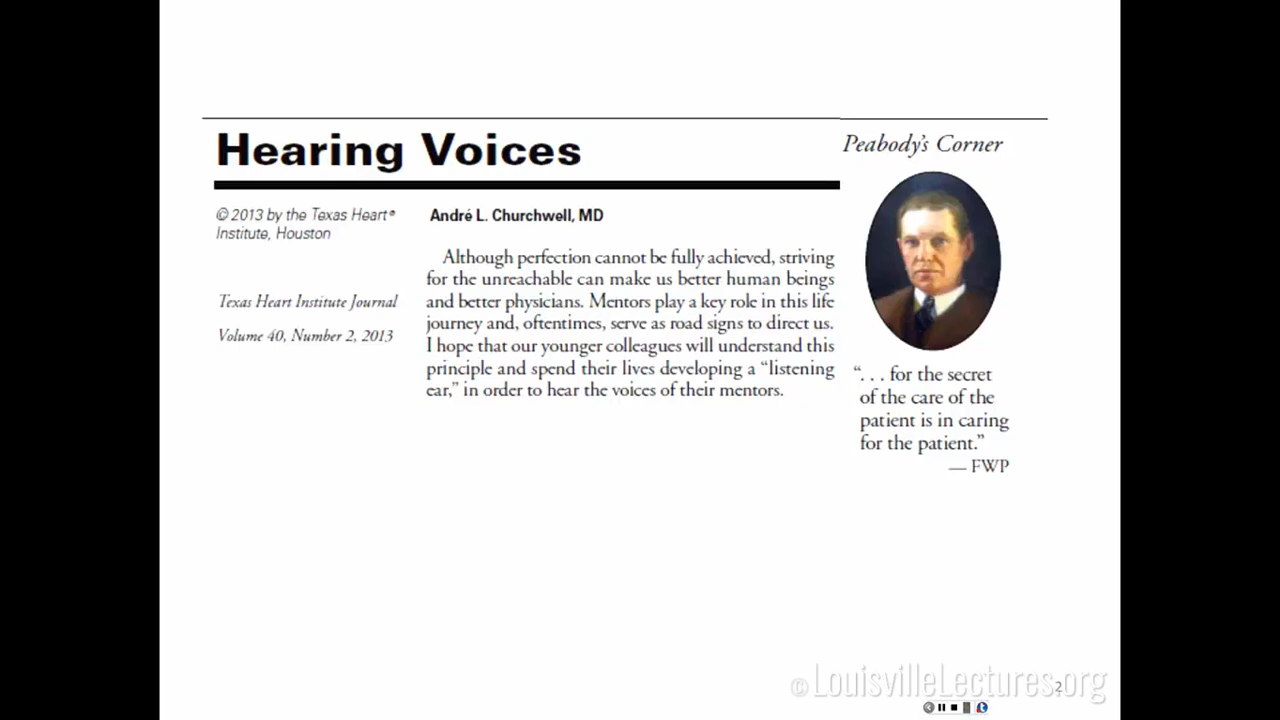 Hearing Voices
Peabody's Corner
© 2013 by the Texas Heart®
Institute, Houston
Texas Heart Institute Journal
Volume 40, Number 2, 2013
André L. Churchwell, MD
Although perfection cannot be fully achieved, striving
for the unreachable can make us better human beings
and better physicians. Mentors play a key role in this life
journey and, oftentimes, serve as road signs to direct us.
I hope that our younger colleagues will understand this
principle and spend their lives developing a “listening
ear,” in order to hear the voices of their mentors.
“. . . for the secret
of the care of the
patient is in caring
for the patient.”
— FWP
© LouisvilleLectures.org
2